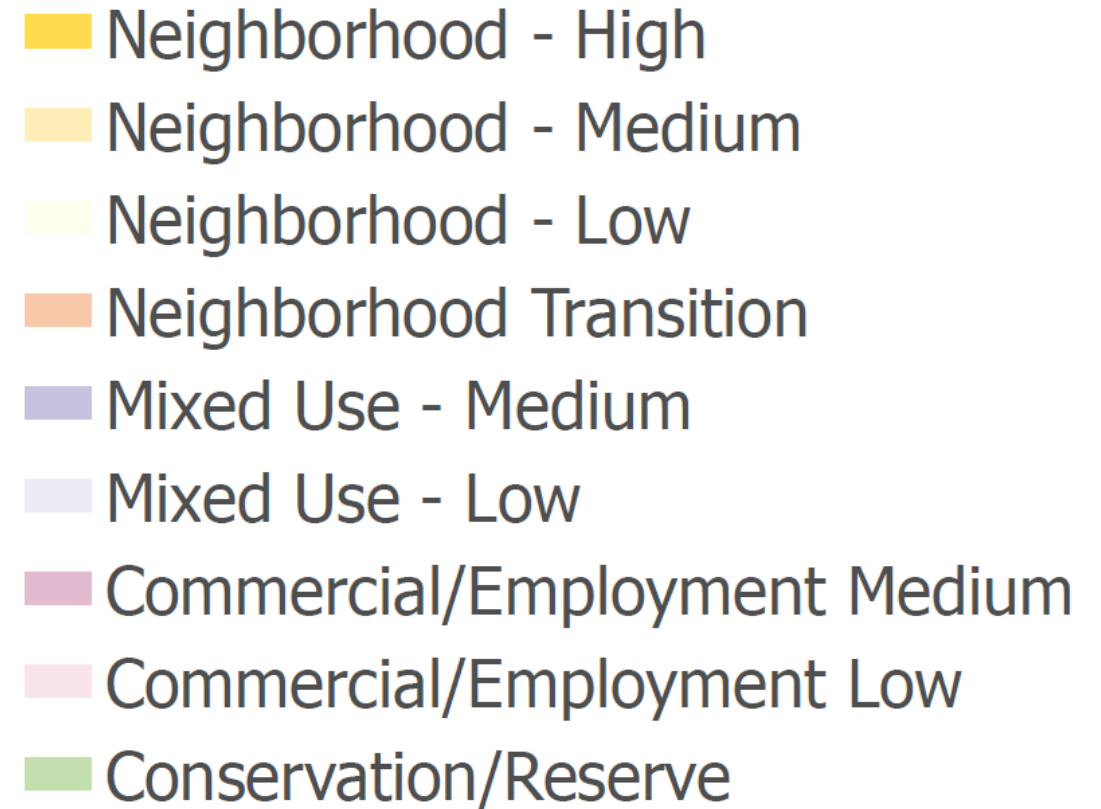 Neighborhood - High
Neighborhood - Medium
Neighborhood - Low
Neighborhood Transition
Mixed Use - Medium
Mixed Use - Low
Commercial/Employment Medium
Commercial/Employment Low
Conservation/Reserve